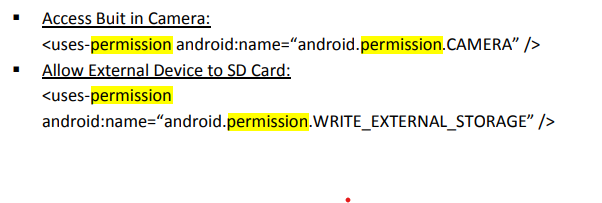 ▪ Access Buit in Camera:
<uses-permission android:name=“android.permission.CAMERA” />
▪ Allow External Device to SD Card:
<uses-permission
android:name=“android.permission.WRITE_EXTERNAL_STORAGE” />